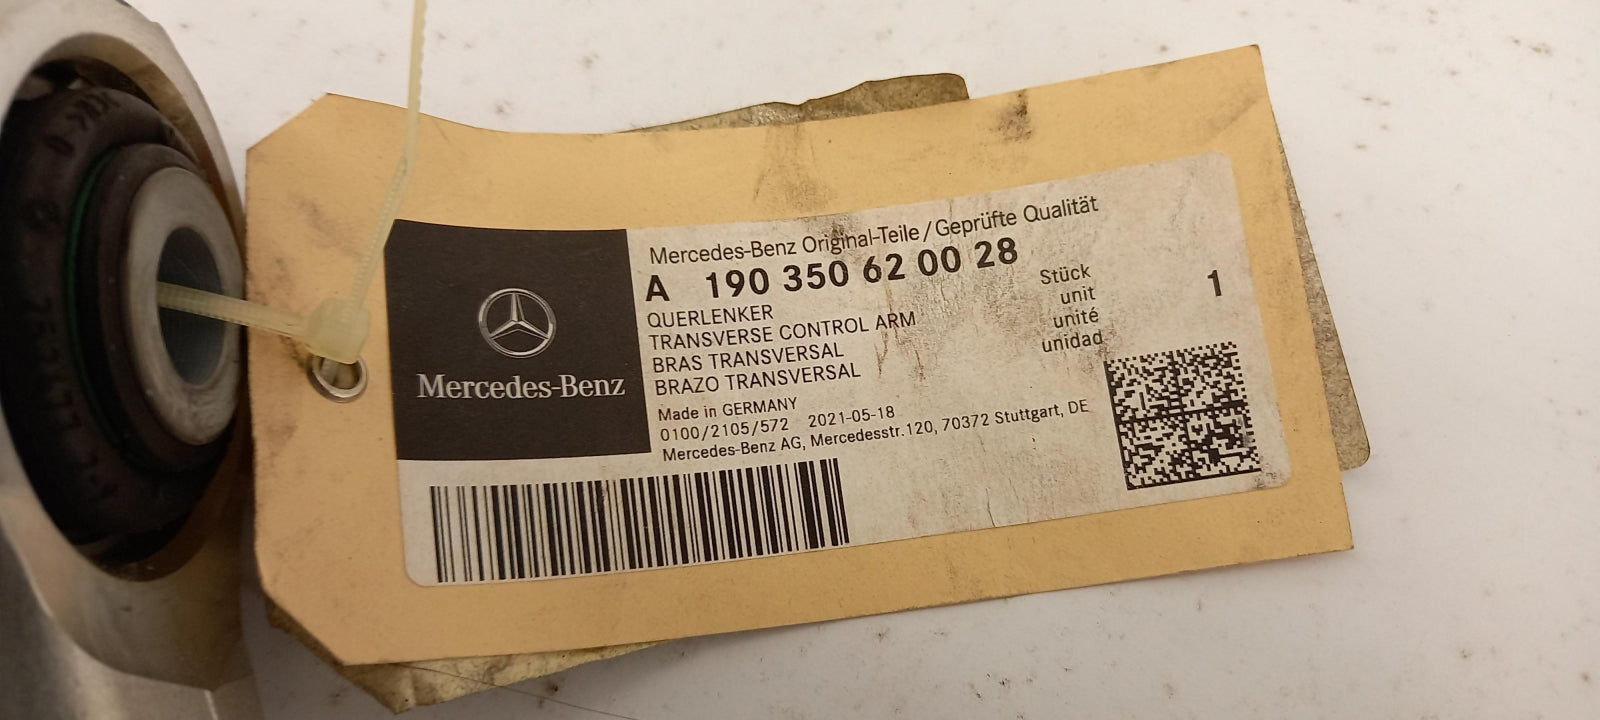 Mercedes-Benz Original-Teile / Geprüfte Qualität
A 190 350 62 00 28
QUERLENKER
TRANSVERSE CONTROL ARM
BRAS TRANSVERSAL
BRAZO TRANSVERSAL
Stück
unit
unité
unidad
1
Made in GERMANY
0100/2105/572 2021-05-18
Mercedes-Benz AG, Mercedesstr.120, 70372 Stuttgart, DE
Mercedes-Benz